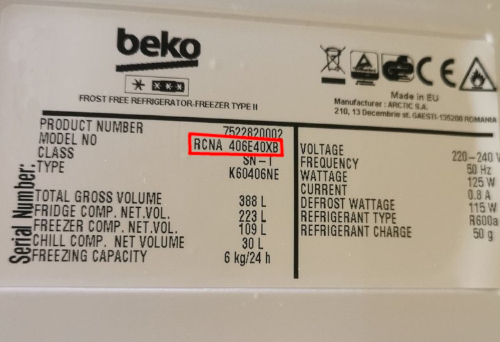 beko
FROST FREE REFRIGERATOR-FREEZER TYPE II
Made in EU
Manufacturer : ARCTIC S.A.
210, 13 Decembrie st. GAESTI-135200 ROMANIA
PRODUCT NUMBER 7522820002
MODEL NO RCNA 406E40XB
CLASS SN-T
TYPE K60406NE
TOTAL GROSS VOLUME 388 L
FRIDGE COMP. NET.VOL. 223 L
FREEZER COMP. NET.VOL. 109 L
CHILL COMP. NET VOLUME 30 L
FREEZING CAPACITY 6 kg/24 h
Serial Number:
VOLTAGE 220-240 V
FREQUENCY 50 Hz
WATTAGE 125 W
CURRENT 0.8 A
DEFROST WATTAGE 115 W
REFRIGERANT TYPE R600a
REFRIGERANT CHARGE 50 g